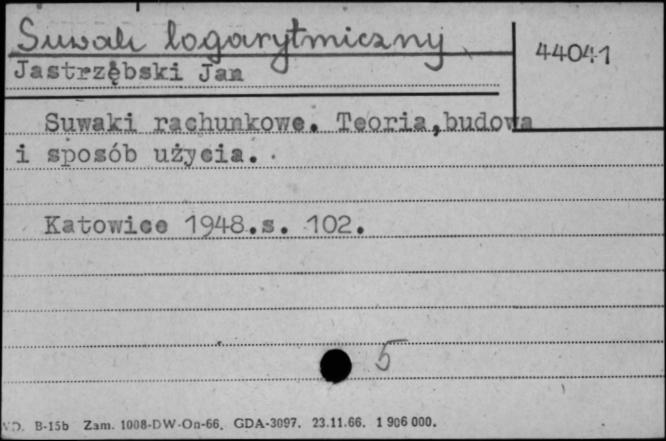 Suwak logarytmiczny
44041
Jastrzębski Jan
Suwaki rachunkowe. Teoria,budowa
i sposób użycia.
Katowice 1948.s. 102.
5
B-15b Zam. 1008-DW-On-66. GDA-3097. 23.11.66. 1 906 000.